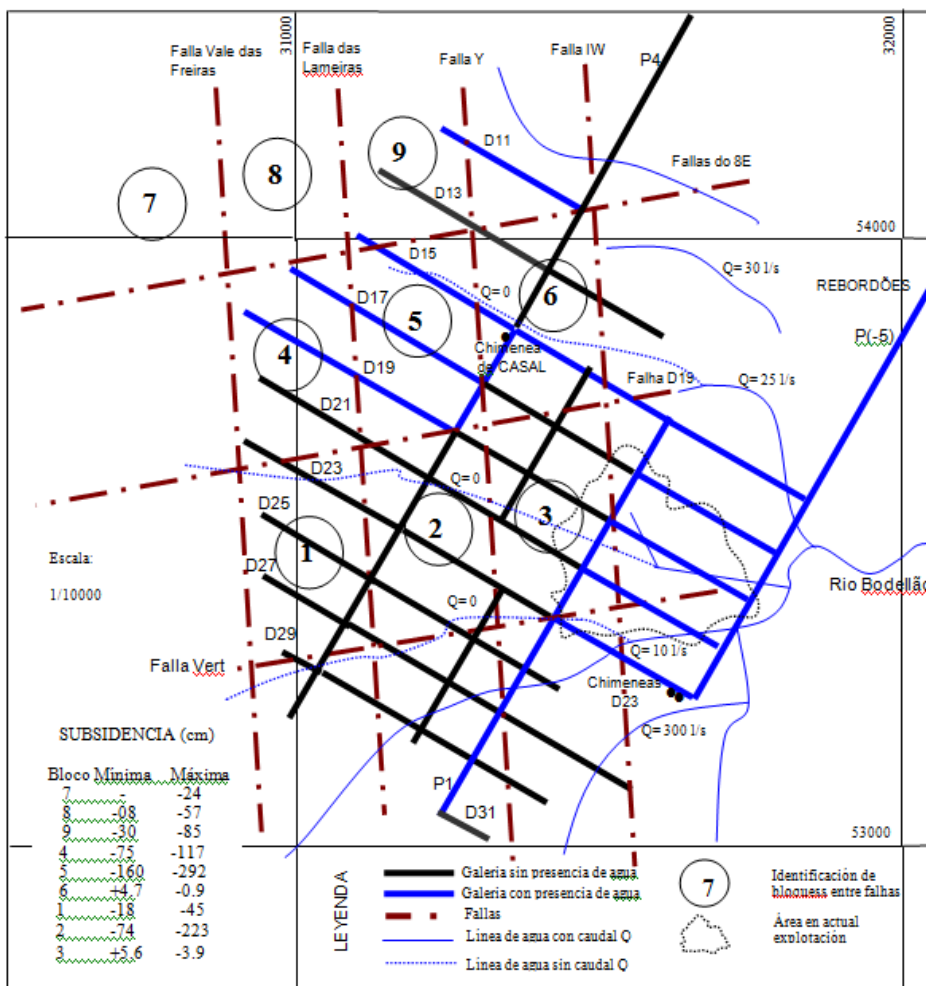 31000
32000
Falla Vale das
Freiras
Falla das
Lameiras
Falla Y
Falla IW
P4
D11
9
Fallas do 8E
8
7
D13
54000
D15
Q= 30 l/s
REBORDÕES
D17
Q= 0
6
5
P(-5)
4
Chimenea
de CASAL
D19
Falha D19
Q= 25 l/s
D21
D23
Q= 0
D25
3
2
1
Escala:
1/10000
D27
Rio Bodellão
Q= 0
D29
Q= 10 l/s
Falla Vert
Chimeneas
D23
Q= 300 l/s
SUBSIDENCIA (cm)
Bloco Minima Máxima
7 - -24
8 -08 -57
9 -30 -85
4 -75 -117
5 -160 -292
6 +4.7 -0.9
1 -18 -45
2 -74 -223
3 +5.6 -3.9
P1
D31
53000
LEYENDA
Galeria sin presencia de agua
Galeria con presencia de agua
Fallas
Linea de agua con caudal Q
Linea de agua sin caudal Q
7
Identificación de
bloquess entre falhas
Área en actual
explotación